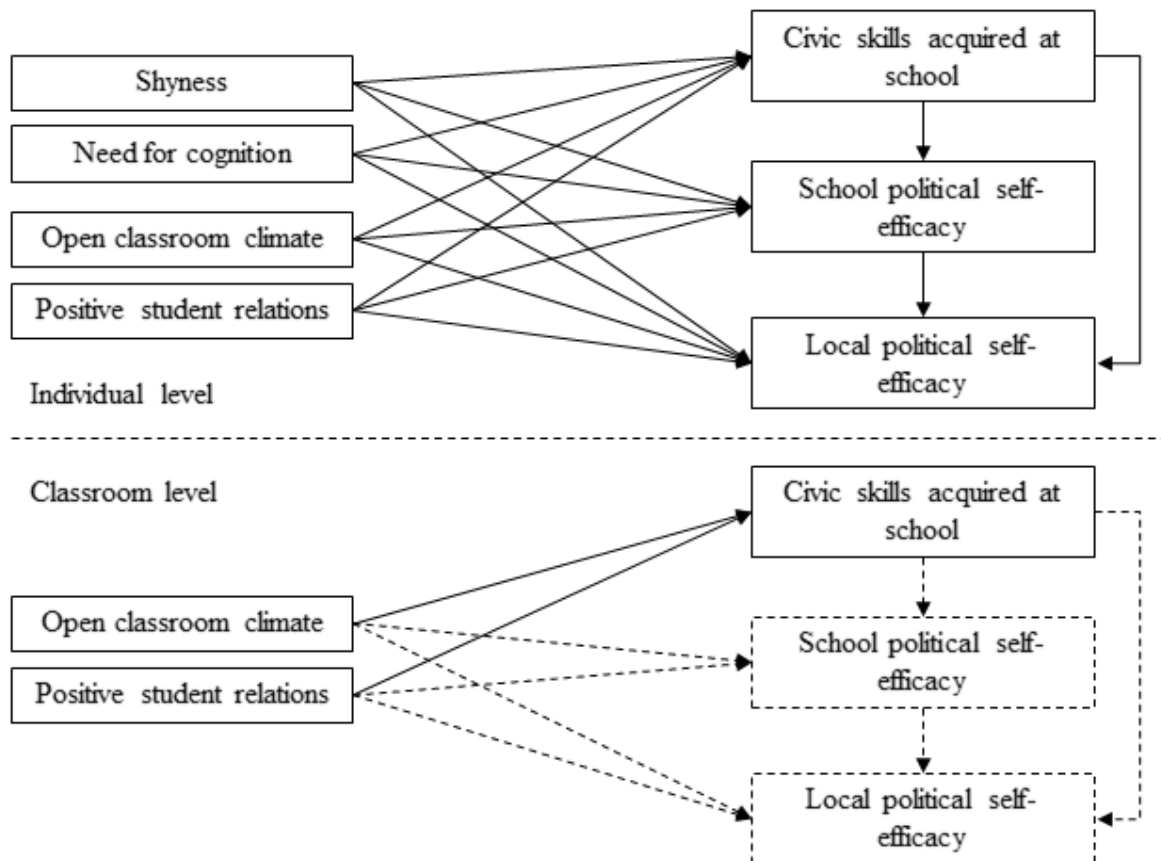 Civic skills acquired at
school
Shyness
Need for cognition
School political self-
efficacy
Open classroom climate
Positive student relations
Local political self-
efficacy
Individual level
Classroom level
Civic skills acquired at
school
Open classroom climate
School political self-
efficacy
Positive student relations
Local political self-
efficacy